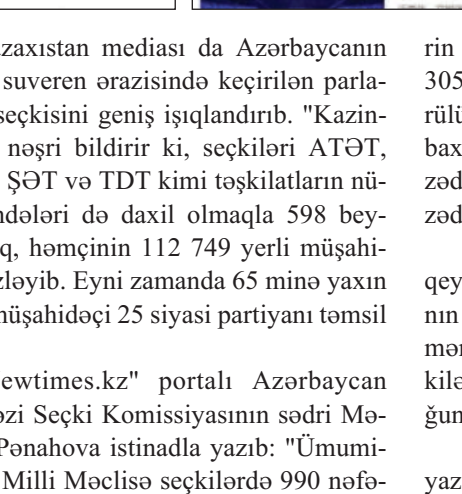 azaxıstan mediası da Azərbaycanın
suveren ərazisində keçirilən parla-
seçkisini geniş işıqlandırıb. "Kazin-
nəşri bildirir ki, seçkiləri ATƏT,
ŞƏT və TDT kimi təşkilatların nü-
ndələri də daxil olmaqla 598 bey-
q, həmçinin 112 749 yerli müşahi-
zləyib. Eyni zamanda 65 minə yaxın
müşahidəçi 25 siyasi partiyanı təmsil
ewtimes.kz" portalı Azərbaycan
əzi Seçki Komissiyasının sədri Mə-
Pənahova istinadla yazıb: "Ümumi-
Milli Məclisə seçkilərdə 990 nəfə-
rin
305
rülü
bax
zəd
zəd
qey
nın
mər
kilə
ğun
yaz